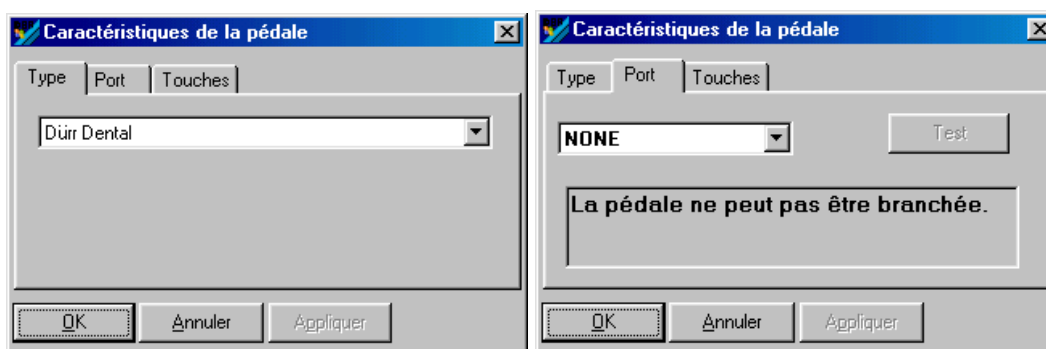 Caractéristiques de la pédale
Type Port Touches
Dürr Dental
OK Annuler Appliquer
Caractéristiques de la pédale
Type Port Touches
NONE Test
La pédale ne peut pas être branchée.
OK Annuler Appliquer